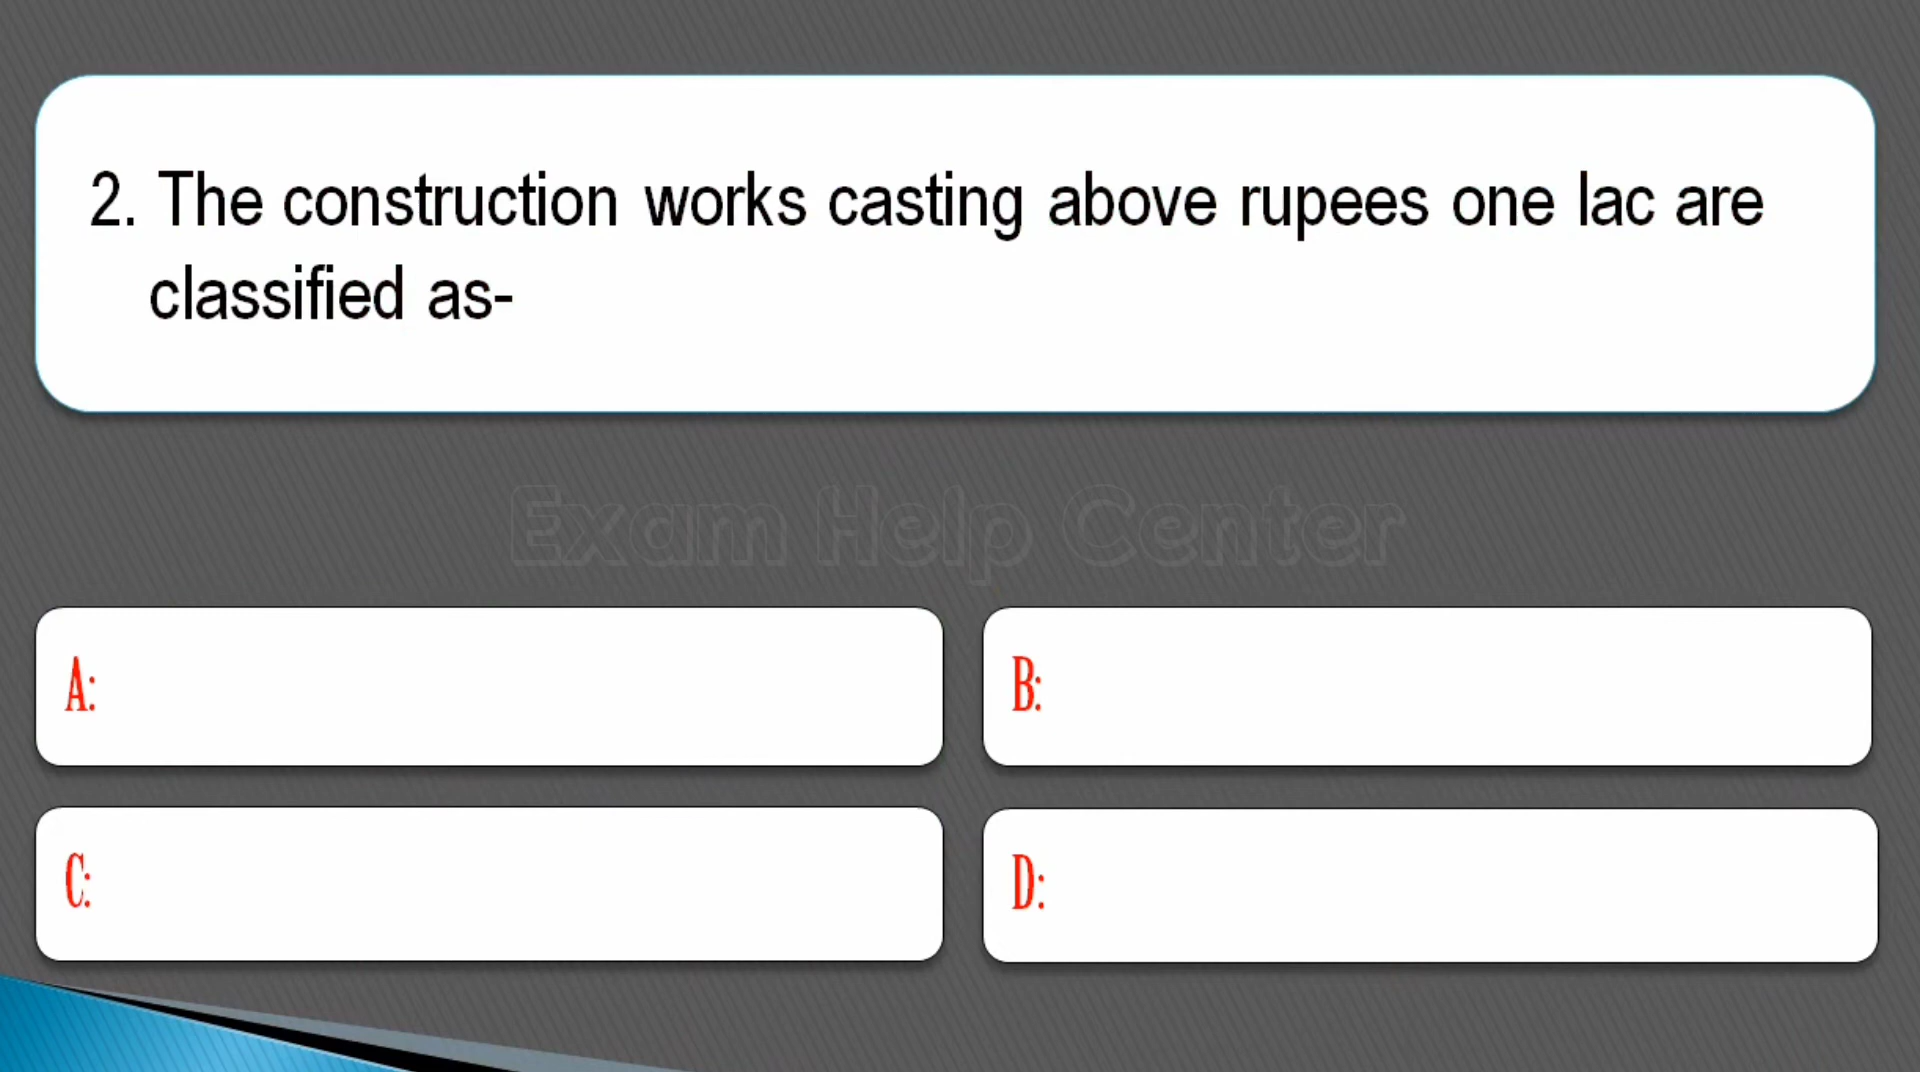 2. The construction works casting above rupees one lac are
classified as-
Exam Help Center
A:
B:
C:
D: